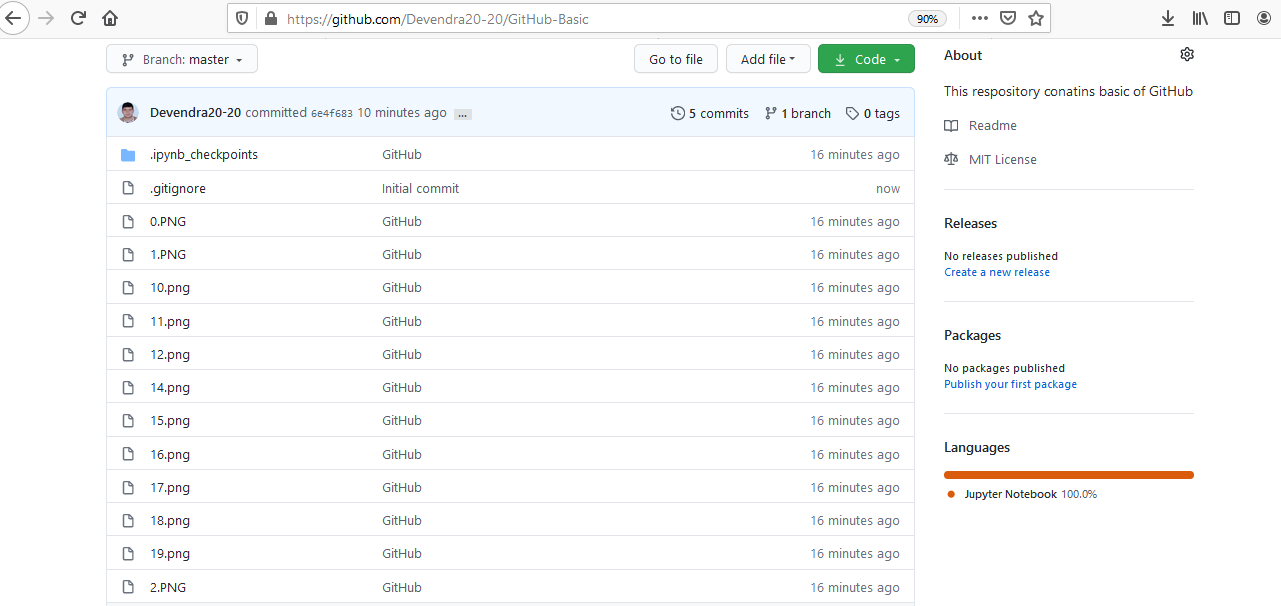 https://github.com/Devendra20-20/GitHub-Basic 90%
Branch: master Go to file Add file Code
Devendra20-20 committed 6e4f683 10 minutes ago ... 5 commits 1 branch 0 tags
.ipynb_checkpoints GitHub 16 minutes ago
.gitignore Initial commit now
0.PNG GitHub 16 minutes ago
1.PNG GitHub 16 minutes ago
10.png GitHub 16 minutes ago
11.png GitHub 16 minutes ago
12.png GitHub 16 minutes ago
14.png GitHub 16 minutes ago
15.png GitHub 16 minutes ago
16.png GitHub 16 minutes ago
17.png GitHub 16 minutes ago
18.png GitHub 16 minutes ago
19.png GitHub 16 minutes ago
2.PNG GitHub 16 minutes ago
About
This respository conatins basic of GitHub
Readme
MIT License
Releases
No releases published
Create a new release
Packages
No packages published
Publish your first package
Languages
Jupyter Notebook 100.0%